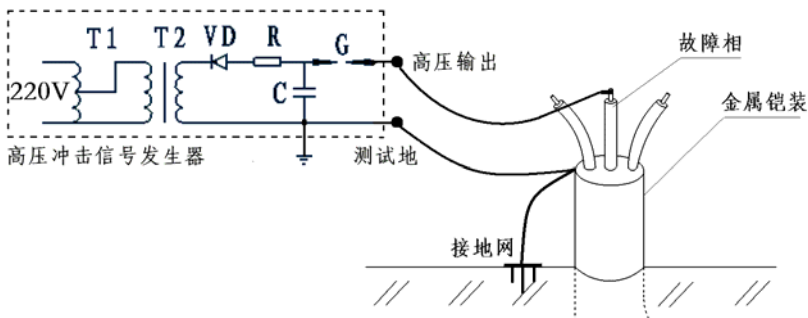 T1 T2 VD R G
220V
C
高压输出
故障相
金属铠装
高压冲击信号发生器
测试地
接地网